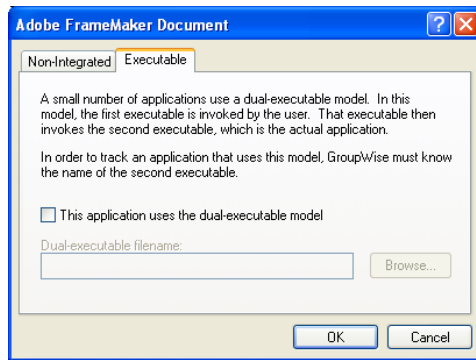 Adobe FrameMaker Document
Non-Integrated Executable
A small number of applications use a dual-executable model. In this
model, the first executable is invoked by the user. That executable then
invokes the second executable, which is the actual application.
In order to track an application that uses this model, GroupWise must know
the name of the second executable.
This application uses the dual-executable model
Dual-executable filename:
Browse...
OK Cancel